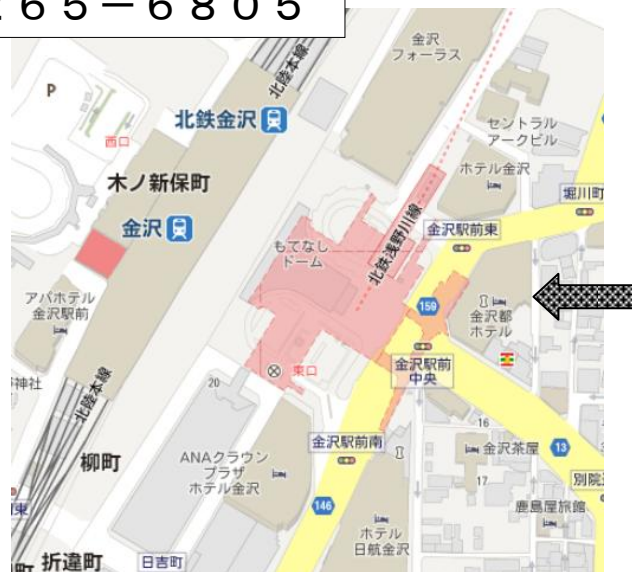 265-6805
金沢
フォーラス
北陸本線
P
北鉄金沢
西口
セントラル
アークビル
ホテル金沢
木ノ新保町
堀川町
金沢
北鉄浅野川線
金沢駅前東
もてなし
ドーム
アパホテル
金沢駅前
159
金沢都
ホテル
金沢駅前
中央
東口
神社
20
北陸本線
金沢駅前南
16
金沢茶屋
13
柳町
ANAクラウン
プラザ
ホテル金沢
17
別院
146
鹿島屋旅館
東
ホテル
日航金沢
町
折違町
日吉町